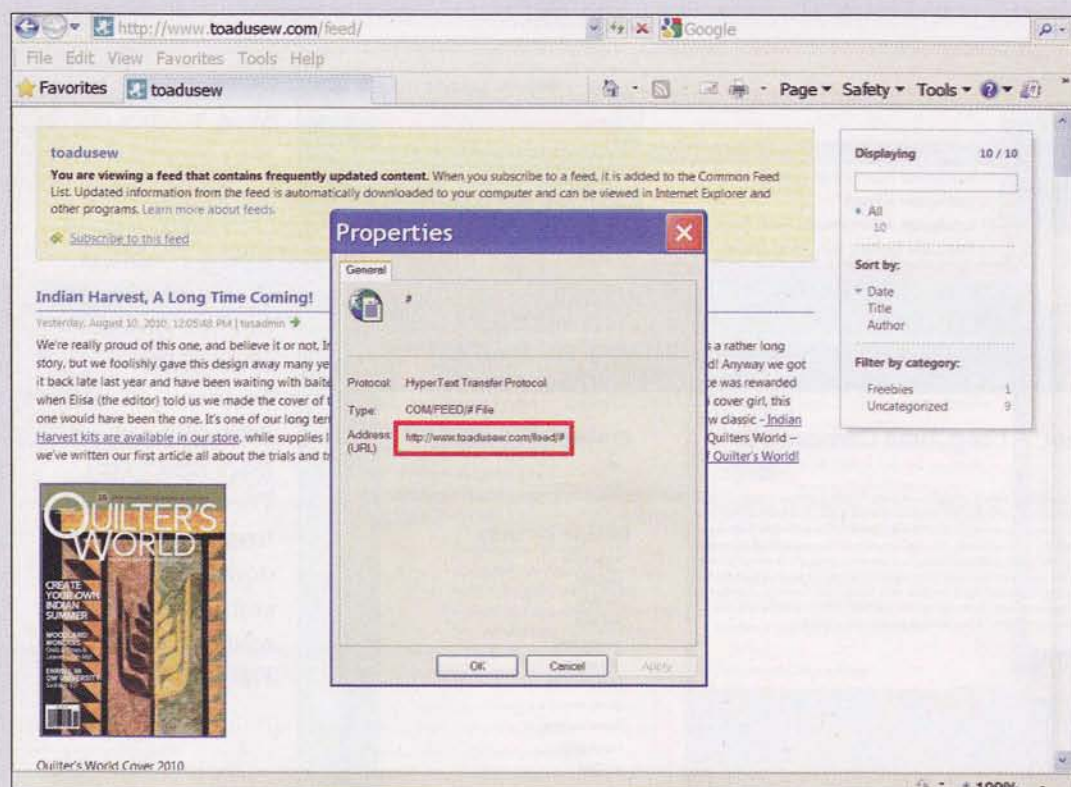 http://www.toadusew.com/feed/
Google
File Edit View Favorites Tools Help
Favorites
toadusew
Page Safety Tools
toadusew
You are viewing a feed that contains frequently updated content. When you subscribe to a feed, it is added to the Common Feed
List. Updated information from the feed is automatically downloaded to your computer and can be viewed in Internet Explorer and
other programs. Learn more about feeds.
Subscribe to this feed
Displaying 10 / 10
All
10
Sort by:
Date
Title
Author
Filter by category:
Freebies 1
Uncategorized 9
Indian Harvest, A Long Time Coming!
Yesterday, August 10, 2010, 12:05:48 PM | tusadmin
We're really proud of this one, and believe it or not, s a rather long
story, but we foolishly gave this design away many ye d! Anyway we got
it back late last year and have been waiting with baite ce was rewarded
when Elisa (the editor) told us we made the cover of t cover girl, this
one would have been the one. It's one of our long ter w classic – Indian
Harvest kits are available in our store, while supplies l Quilters World –
we've written our first article all about the trials and tr f Quilter's World!
Properties
General
#
Protocol: HyperText Transfer Protocol
Type: COM/FEED/# File
Address: http://www.toadusew.com/feed/#
(URL)
OK Cancel Apply
QUILTER'S
WORLD
CREATE
YOUR OWN
INDIAN
SUMMER
WOODLAND
WONDERS
Quilter's World Cover 2010
100%